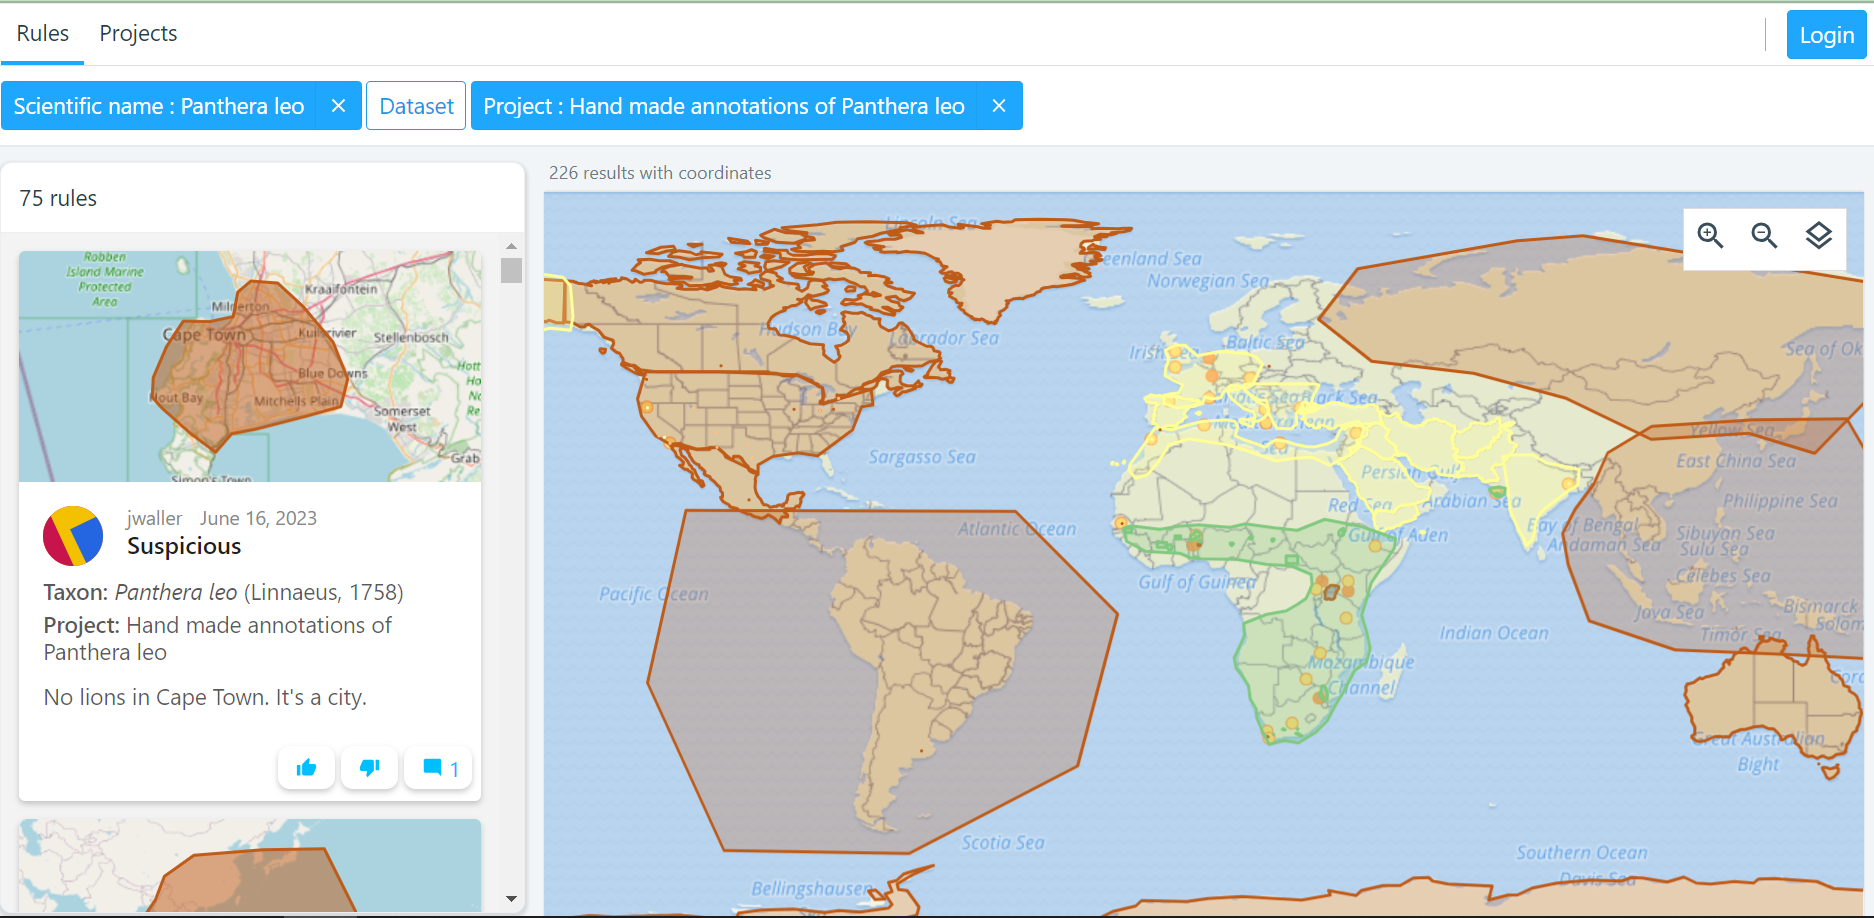 Rules Projects Login
Scientific name : Panthera leo × Dataset Project : Hand made annotations of Panthera leo ×
75 rules
Robben
Island Marine
Protected
Area
Kraaifontein
Milnerton
Cape Town
Stellenbosch
Blue Downs
Hout Bay
Mitchells Plain
Somerset
West
Grab
Simon's Town
jwaller June 16, 2023
Suspicious
Taxon: Panthera leo (Linnaeus, 1758)
Project: Hand made annotations of
Panthera leo
No lions in Cape Town. It's a city.
1
226 results with coordinates
Lincoln Sea
Greenland Sea
Norwegian Sea
Hudson Bay
Labrador Sea
Baltic Sea
Sea of Ok
Black Sea
Yellow Sea
Sargasso Sea
East China Sea
Persian Gulf
Arabian Sea
Philippine Sea
Red Sea
Atlantic Ocean
Bay of Bengal
Gulf of Aden
Sibuyan Sea
Andaman Sea
Sulu Sea
Gulf of Guinea
Celebes Sea
Pacific Ocean
Bismarck
Java Sea
Solom
Indian Ocean
Timor Sea
Mozambique
Channel
Great Australian
Bight
Scotia Sea
Southern Ocean
Davis Sea
Bellingshausen